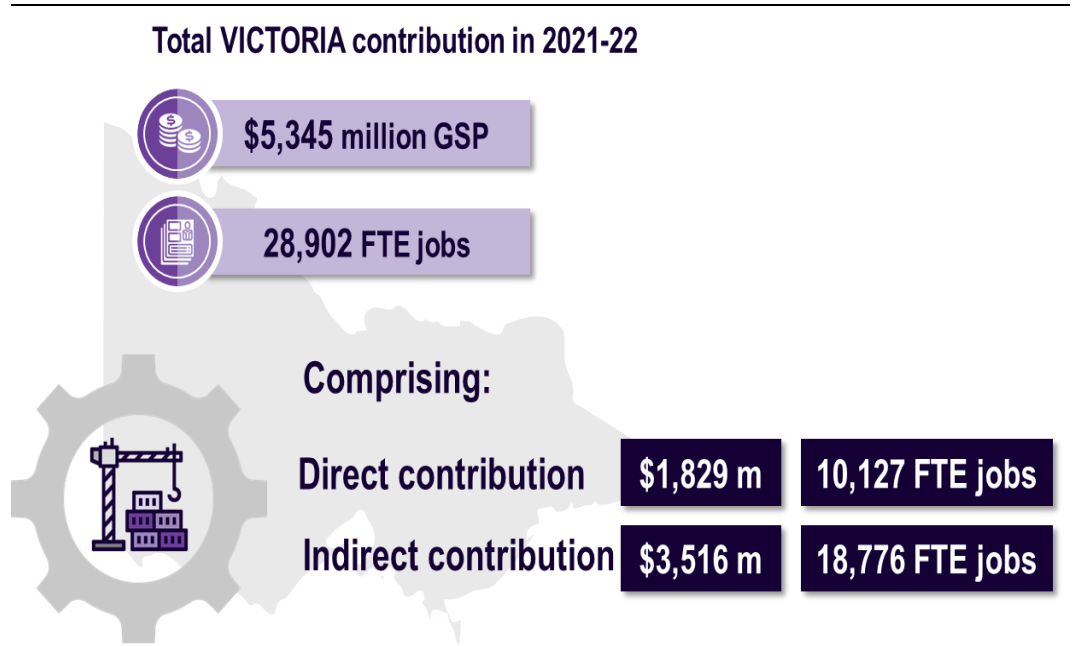 Total VICTORIA contribution in 2021-22
$5,345 million GSP
28,902 FTE jobs
Comprising:
Direct contribution $1,829 m 10,127 FTE jobs
Indirect contribution $3,516 m 18,776 FTE jobs